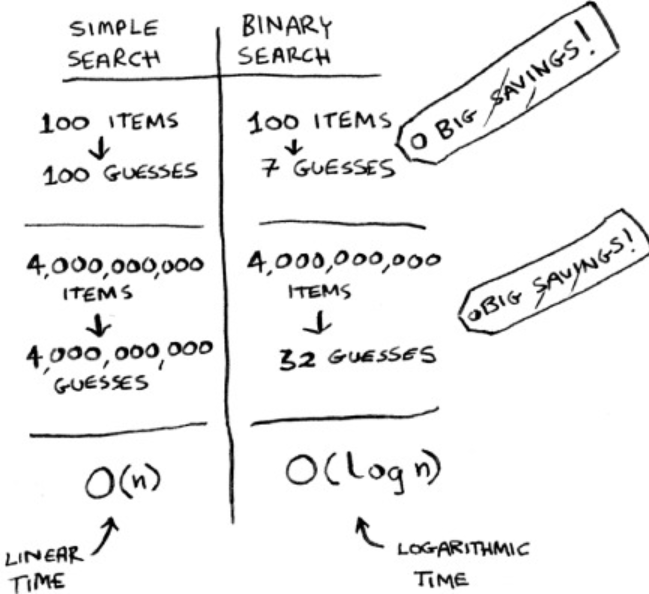 SIMPLE
SEARCH
100 ITEMS
100 GUESSES
4,000,000,000
ITEMS
4,000,000,000
GUESSES
O(n)
LINEAR
TIME
BINARY
SEARCH
100 ITEMS
7 GUESSES
BIG SAVINGS!
4,000,000,000
ITEMS
32 GUESSES
BIG SAVINGS!
O(log n)
LOGARITHMIC
TIME